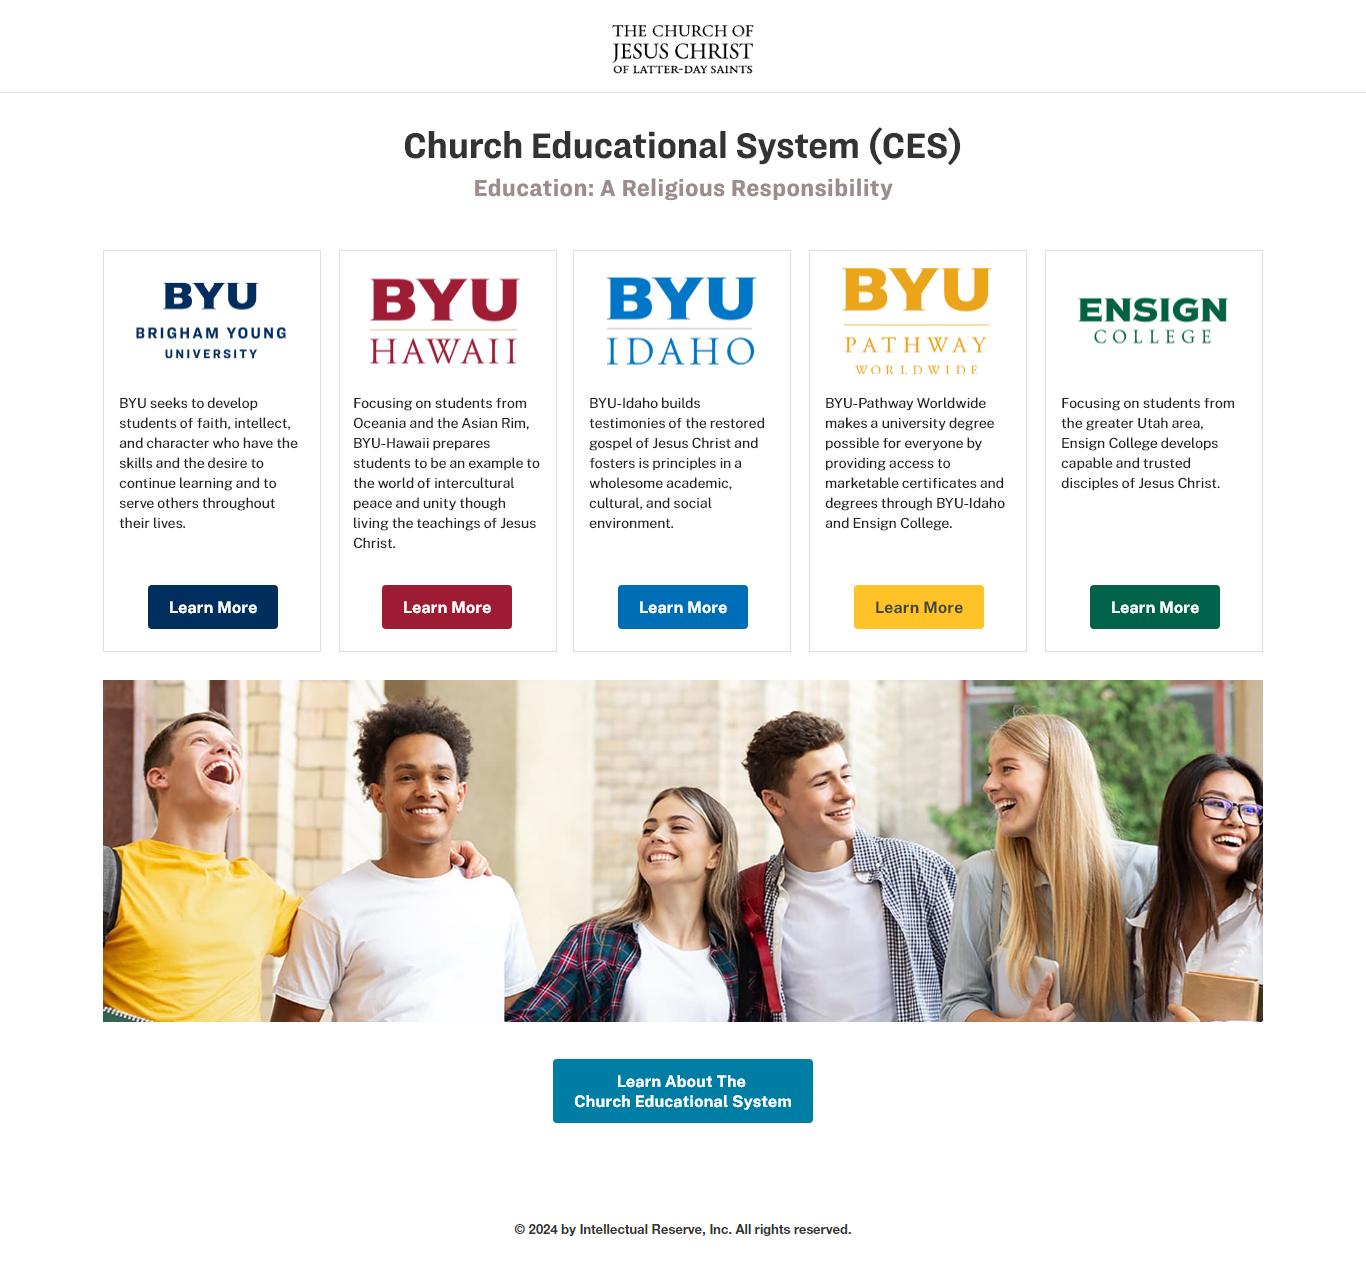 THE CHURCH OF
JESUS CHRIST
OF LATTER-DAY SAINTS
Church Educational System (CES)
Education: A Religious Responsibility
BYU
BRIGHAM YOUNG
UNIVERSITY
BYU seeks to develop
students of faith, intellect,
and character who have the
skills and the desire to
continue learning and to
serve others throughout
their lives.
Learn More
BYU
HAWAII
Focusing on students from
Oceania and the Asian Rim,
BYU-Hawaii prepares
students to be an example to
the world of intercultural
peace and unity though
living the teachings of Jesus
Christ.
Learn More
BYU
IDAHO
BYU-Idaho builds
testimonies of the restored
gospel of Jesus Christ and
fosters is principles in a
wholesome academic,
cultural, and social
environment.
Learn More
BYU
PATHWAY
WORLDWIDE
BYU-Pathway Worldwide
makes a university degree
possible for everyone by
providing access to
marketable certificates and
degrees through BYU-Idaho
and Ensign College.
Learn More
ENSIGN
COLLEGE
Focusing on students from
the greater Utah area,
Ensign College develops
capable and trusted
disciples of Jesus Christ.
Learn More
Learn About The
Church Educational System
© 2024 by Intellectual Reserve, Inc. All rights reserved.